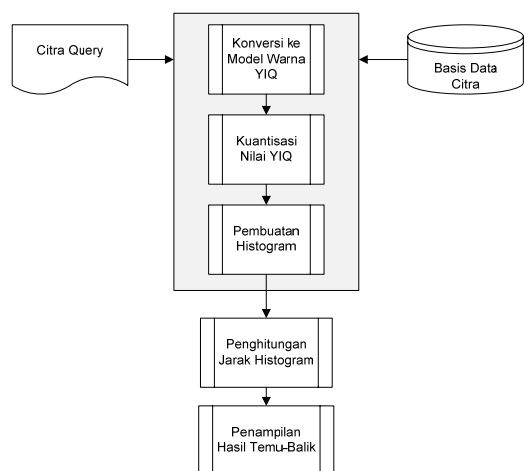 Citra Query
Konversi ke
Model Warna
YIQ
Basis Data
Citra
Kuantisasi
Nilai YIQ
Pembuatan
Histogram
Penghitungan
Jarak Histogram
Penampilan
Hasil Temu-Balik